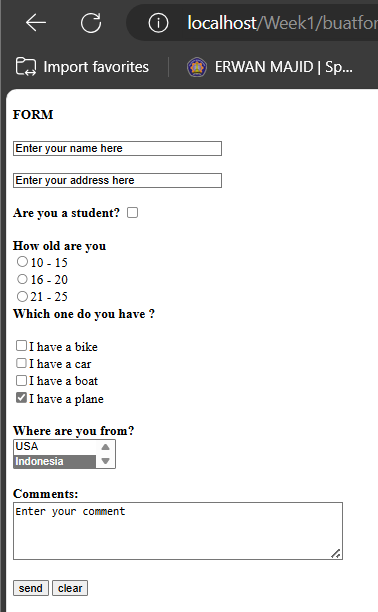 localhost/Week1/buatfor
Import favorites
ERWAN MAJID | Sp...
FORM
Enter your name here
Enter your address here
Are you a student?
How old are you
10 - 15
16 - 20
21 - 25
Which one do you have ?
I have a bike
I have a car
I have a boat
I have a plane
Where are you from?
USA
Indonesia
Comments:
Enter your comment
send clear